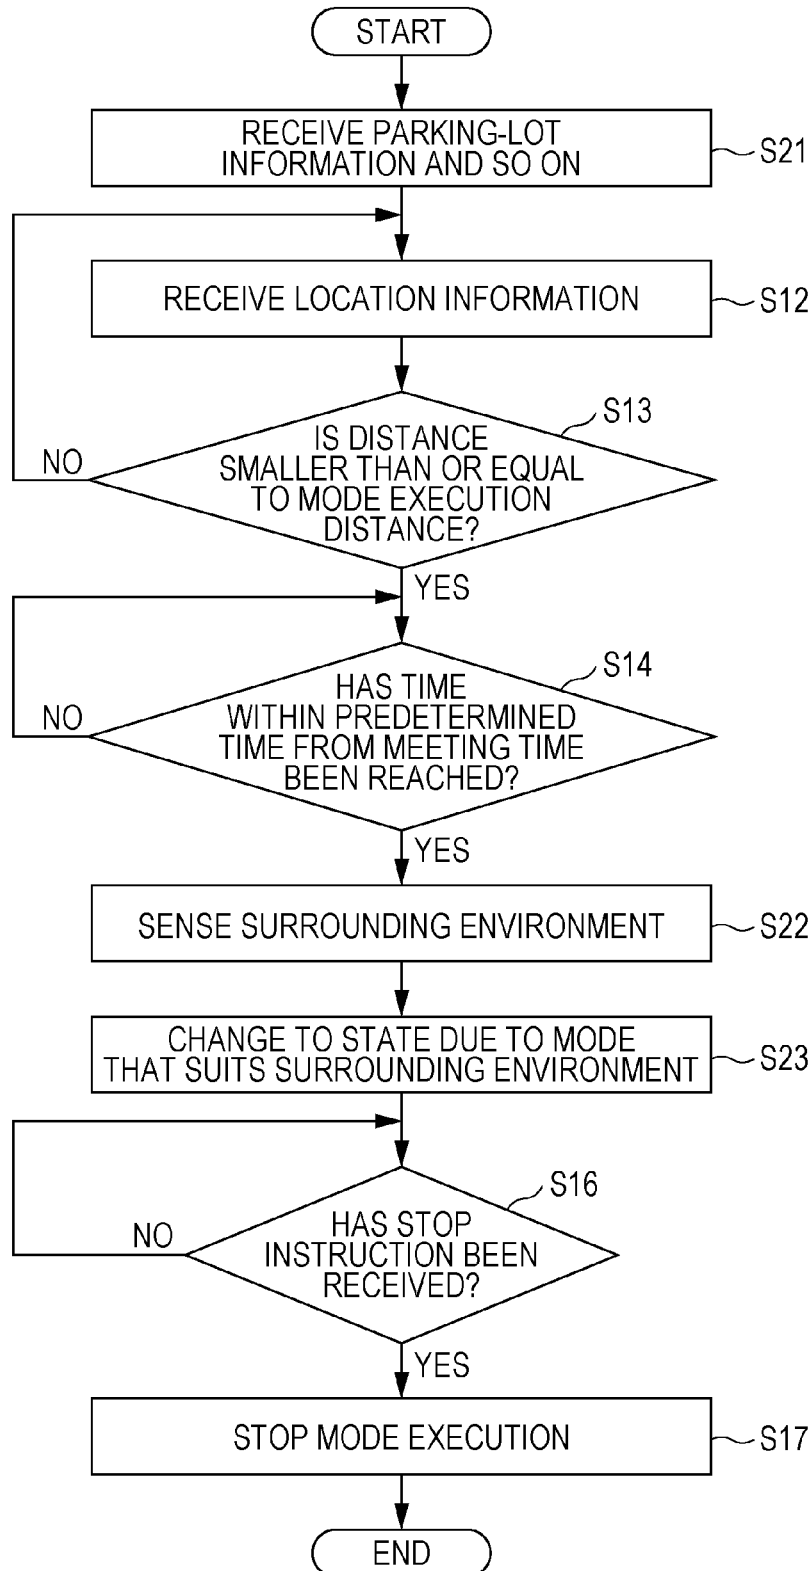 START
RECEIVE PARKING-LOT
INFORMATION AND SO ON
S21
RECEIVE LOCATION INFORMATION
S12
S13
IS DISTANCE
SMALLER THAN OR EQUAL
TO MODE EXECUTION
DISTANCE?
NO
YES
S14
HAS TIME
WITHIN PREDETERMINED
TIME FROM MEETING TIME
BEEN REACHED?
NO
YES
SENSE SURROUNDING ENVIRONMENT
S22
CHANGE TO STATE DUE TO MODE
THAT SUITS SURROUNDING ENVIRONMENT
S23
S16
HAS STOP
INSTRUCTION BEEN
RECEIVED?
NO
YES
STOP MODE EXECUTION
S17
END